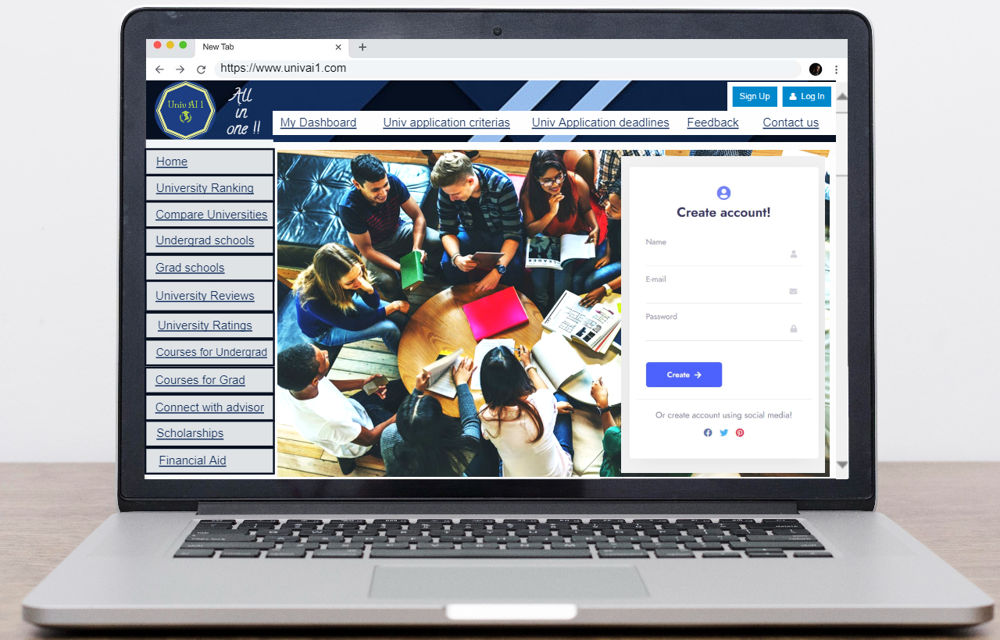 New Tab
https://www.univai1.com
Univ AI 1
All
in
one !!
Sign Up
Log In
My Dashboard
Univ application criterias
Univ Application deadlines
Feedback
Contact us
Home
University Ranking
Compare Universities
Undergrad schools
Grad schools
University Reviews
University Ratings
Courses for Undergrad
Courses for Grad
Connect with advisor
Scholarships
Financial Aid
LEADER
Create account!
Name
E-mail
Password
Create
Or create account using social media!